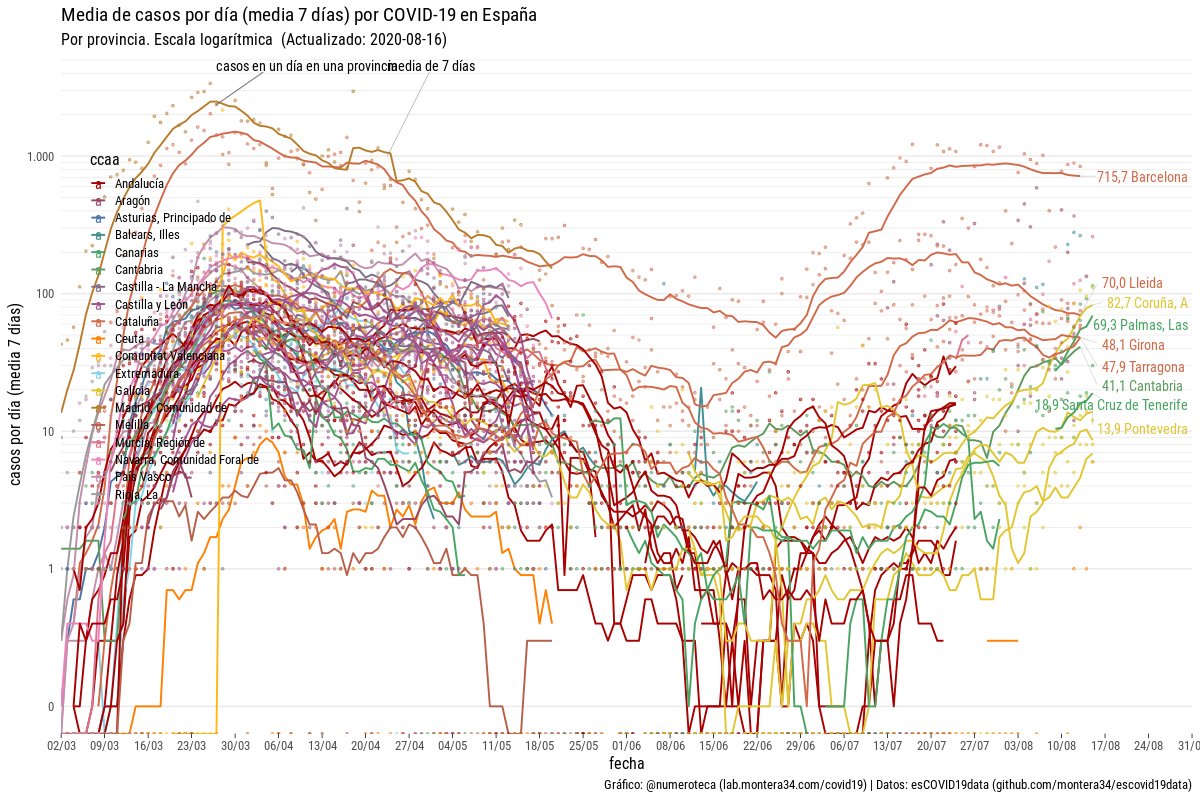 Media de casos por día (media 7 días) por COVID-19 en España
Por provincia. Escala logarítmica (Actualizado: 2020-08-16)
casos en un día en una provincia
media de 7 días
casos por día (media 7 días)
1.000
100
10
1
0
ccaa
Andalucía
Aragón
Asturias, Principado de
Balears, Illes
Canarias
Cantabria
Castilla - La Mancha
Castilla y León
Cataluña
Ceuta
Comunitat Valenciana
Extremadura
Galicia
Madrid, Comunidad de
Melilla
Murcia, Región de
Navarra, Comunidad Foral de
País Vasco
Rioja, La
715,7 Barcelona
70,0 Lleida
82,7 Coruña, A
69,3 Palmas, Las
48,1 Girona
47,9 Tarragona
41,1 Cantabria
18,9 Santa Cruz de Tenerife
13,9 Pontevedra
02/03 09/03 16/03 23/03 30/03 06/04 13/04 20/04 27/04 04/05 11/05 18/05 25/05 01/06 08/06 15/06 22/06 29/06 06/07 13/07 20/07 27/07 03/08 10/08 17/08 24/08 31/0
fecha
Gráfico: @numeroteca (lab.montera34.com/covid19) | Datos: esCOVID19data (github.com/montera34/escovid19data)